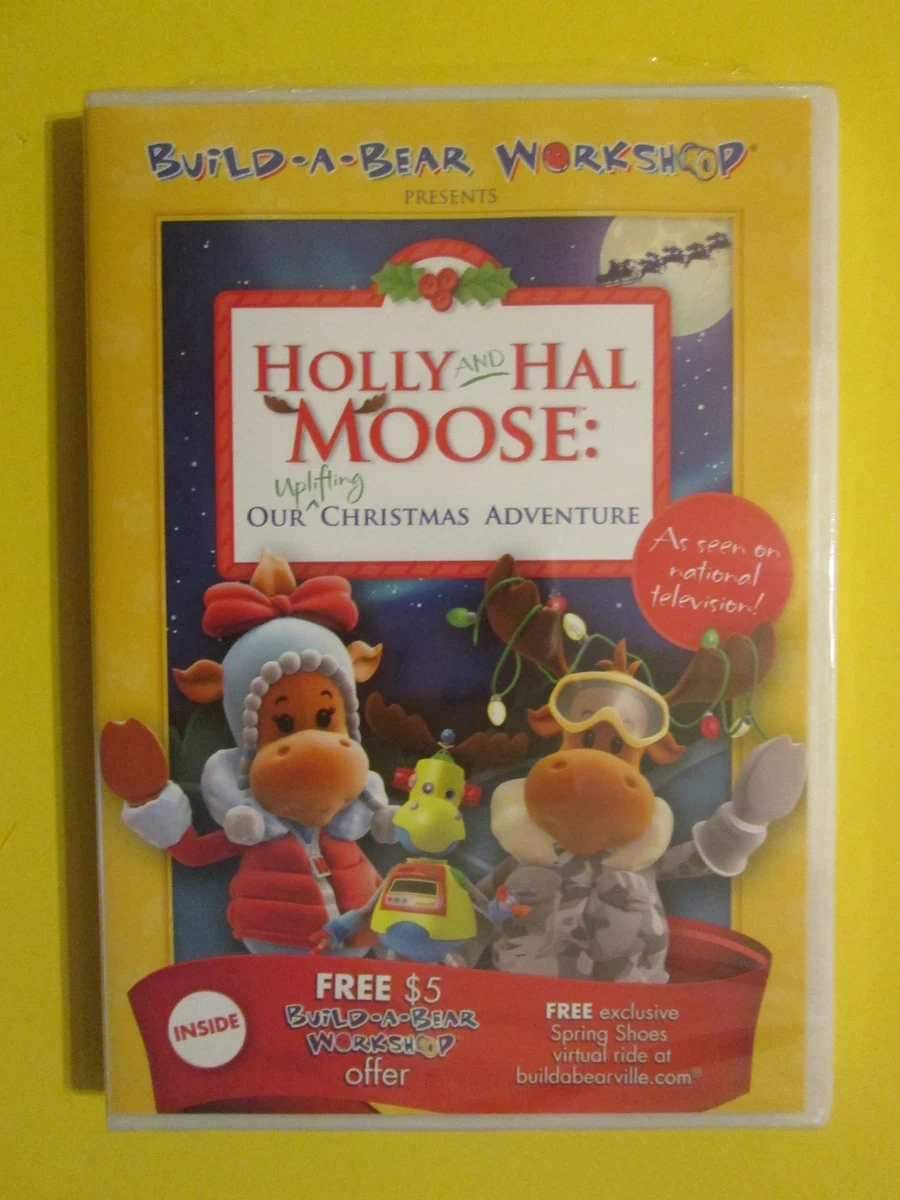 BUILD-A-BEAR WORKSHOP®
PRESENTS
HOLLY AND HAL
MOOSE:
Uplifting
OUR ^ CHRISTMAS ADVENTURE
As seen on
national
television!
INSIDE
FREE $5
BUILD-A-BEAR
WORKSHOP
offer
FREE exclusive
Spring Shoes
virtual ride at
buildabearville.com®